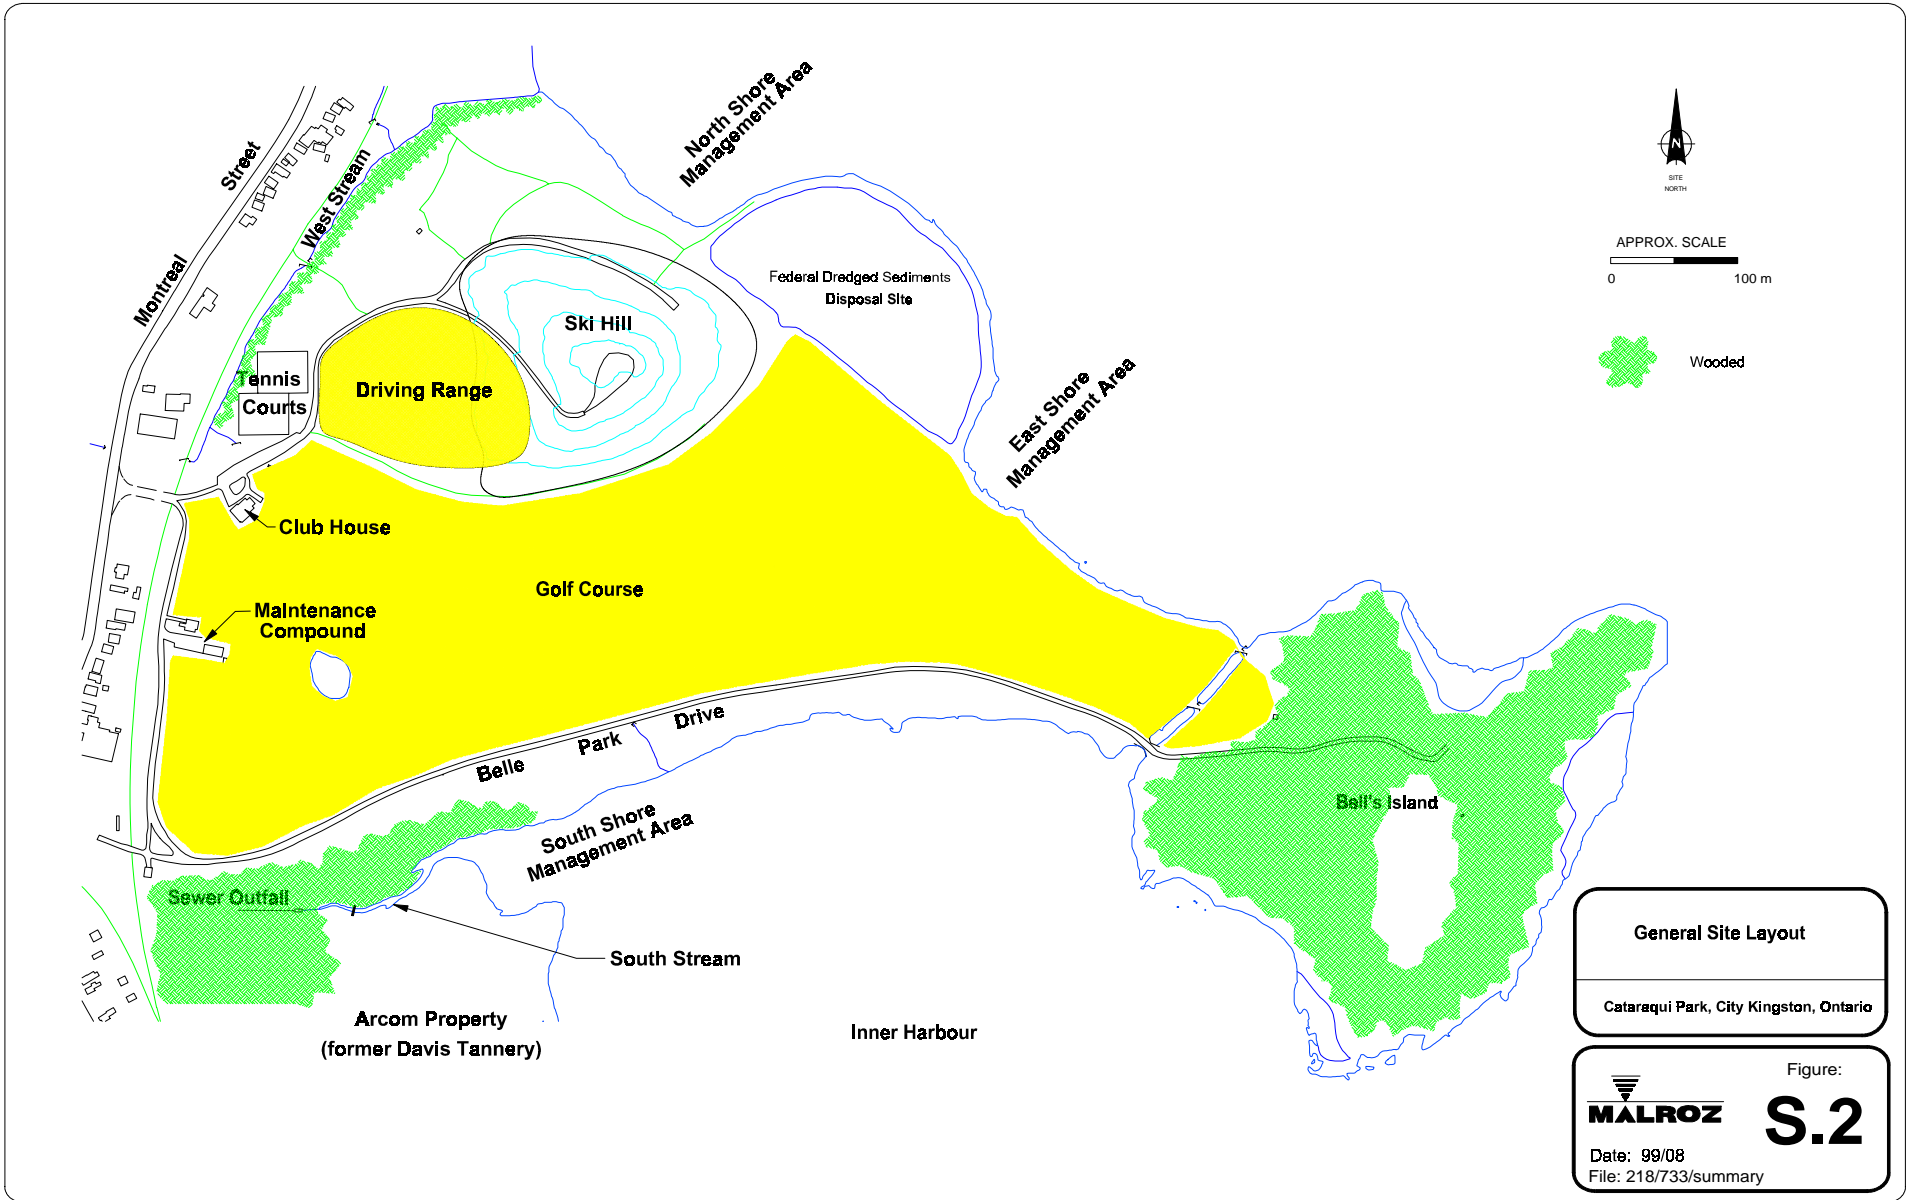 North Shore
Management Area
Street
West Stream
Montreal
N
SITE
NORTH
APPROX. SCALE
0 100 m
Wooded
Federal Dredged Sediments
Disposal Site
Ski Hill
Tennis
Courts
Driving Range
East Shore
Management Area
Club House
Golf Course
Maintenance
Compound
Belle Park Drive
Bell's Island
South Shore
Management Area
Sewer Outfall
South Stream
Arcom Property
(former Davis Tannery)
Inner Harbour
General Site Layout
Cataraqui Park, City Kingston, Ontario
MALROZ
Figure:
S.2
Date: 99/08
File: 218/733/summary